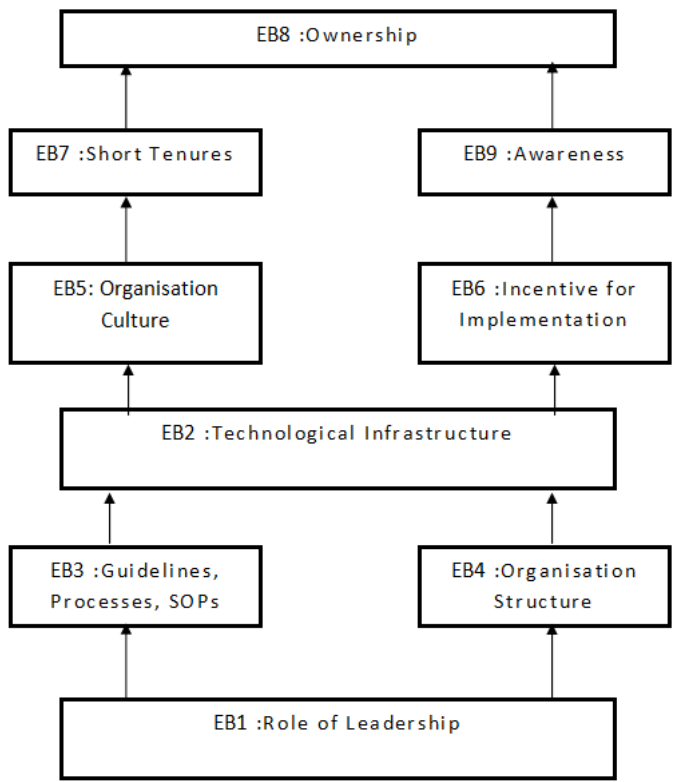 EB8 :Ownership
EB7 :Short Tenures
EB9 :Awareness
EB5: Organisation
Culture
EB6 :Incentive for
Implementation
EB2 :Technological Infrastructure
EB3 :Guidelines,
Processes, SOPs
EB4 :Organisation
Structure
EB1 :Role of Leadership